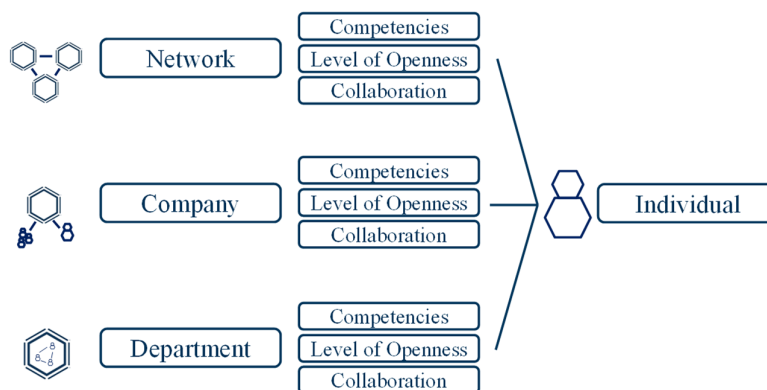 Network
Competencies
Level of Openness
Collaboration
Company
Competencies
Level of Openness
Collaboration
Individual
Department
Competencies
Level of Openness
Collaboration